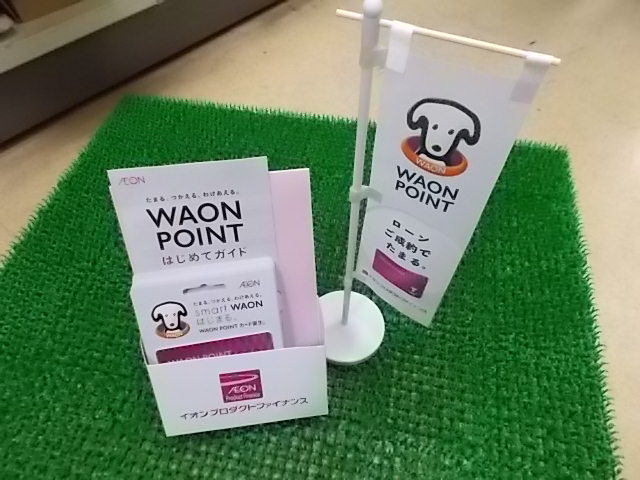 ÆON
たまる。つかえる。わけあえる。
WAON
POINT
はじめてガイド
ÆON
たまる。つかえる。わけあえる。
smart WAON
はじまる。
WAON POINT カード誕生。
WAON POINT
ÆON
Product Finance
イオンプロダクトファイナンス
WAON
WAON
POINT
ローン
ご成約で
たまる。